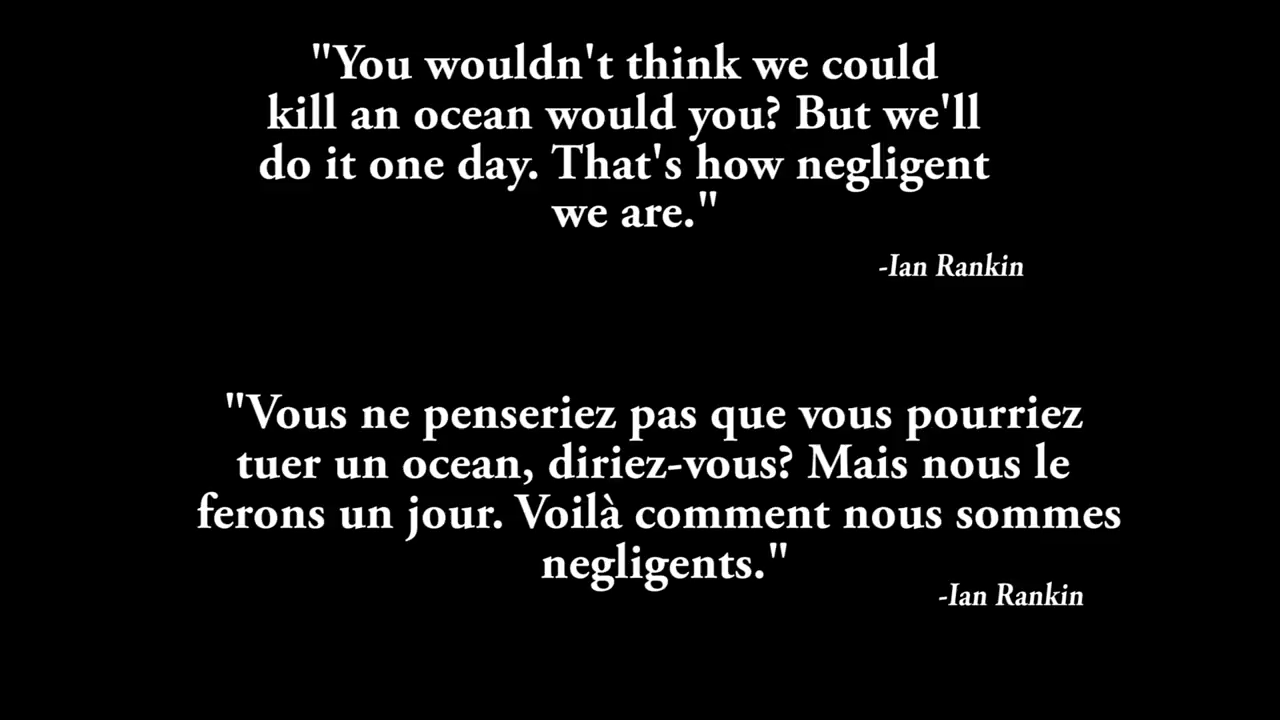 "You wouldn't think we could
kill an ocean would you? But we'll
do it one day. That's how negligent
we are."
-Ian Rankin
"Vous ne penseriez pas que vous pourriez
tuer un ocean, diriez-vous? Mais nous le
ferons un jour. Voilà comment nous sommes
negligents."
-Ian Rankin